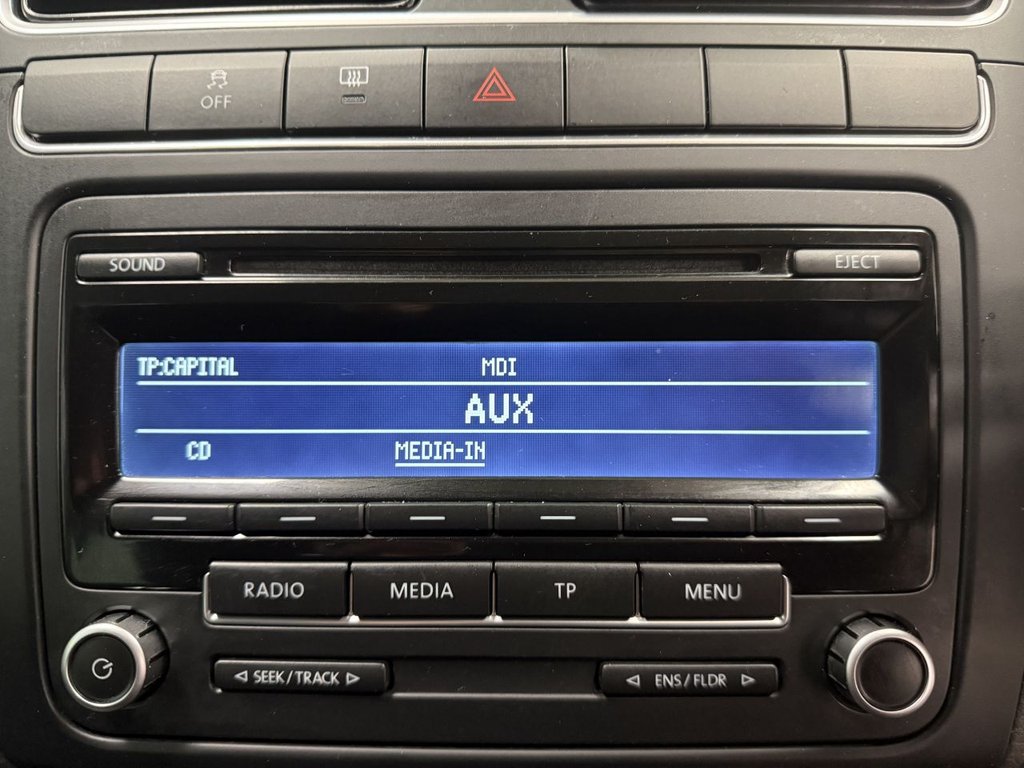 OFF
SOUND
EJECT
TP:CAPITAL MDI
AUX
CD MEDIA-IN
RADIO MEDIA TP MENU
SEEK/TRACK ENS/FLDR